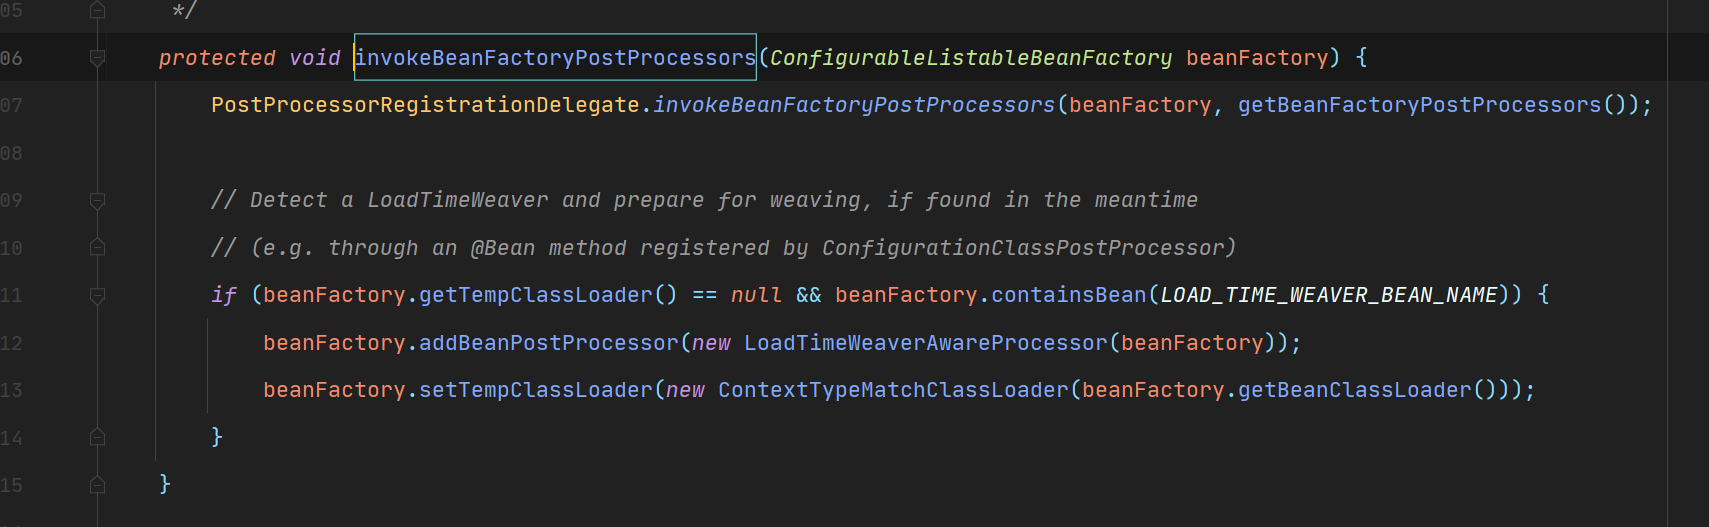 05 */
06 protected void invokeBeanFactoryPostProcessors(ConfigurableListableBeanFactory beanFactory) {
07 PostProcessorRegistrationDelegate.invokeBeanFactoryPostProcessors(beanFactory, getBeanFactoryPostProcessors());
08
09 // Detect a LoadTimeWeaver and prepare for weaving, if found in the meantime
10 // (e.g. through an @Bean method registered by ConfigurationClassPostProcessor)
11 if (beanFactory.getTempClassLoader() == null && beanFactory.containsBean(LOAD_TIME_WEAVER_BEAN_NAME)) {
12 beanFactory.addBeanPostProcessor(new LoadTimeWeaverAwareProcessor(beanFactory));
13 beanFactory.setTempClassLoader(new ContextTypeMatchClassLoader(beanFactory.getBeanClassLoader()));
14 }
15 }